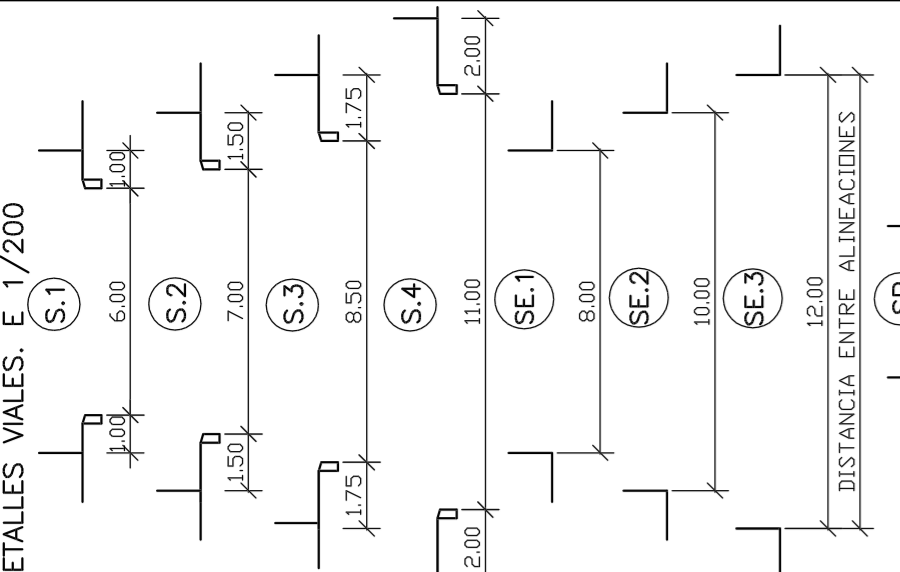 ETALLES VIALES. E 1/200
S.1
1.00 6.00 1.00
S.2
1.50 7.00 1.50
S.3
1.75 8.50 1.75
S.4
2.00 11.00 2.00
SE.1
8.00
SE.2
10.00
SE.3
12.00
DISTANCIA ENTRE ALINEACIONES